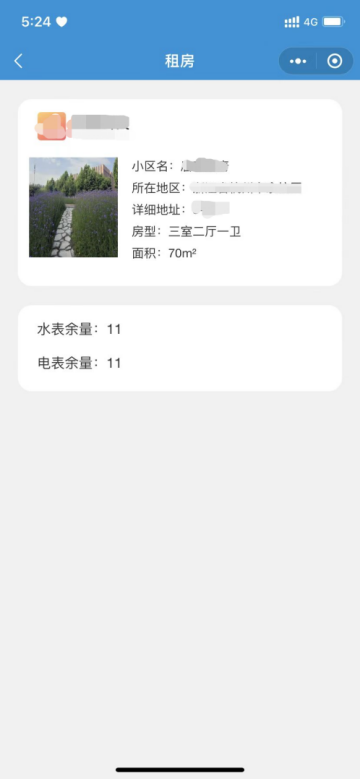 5:24
4G
租房
小区名：
所在地区：
详细地址：
房型：三室二厅一卫
面积：70m²
水表余量：11
电表余量：11